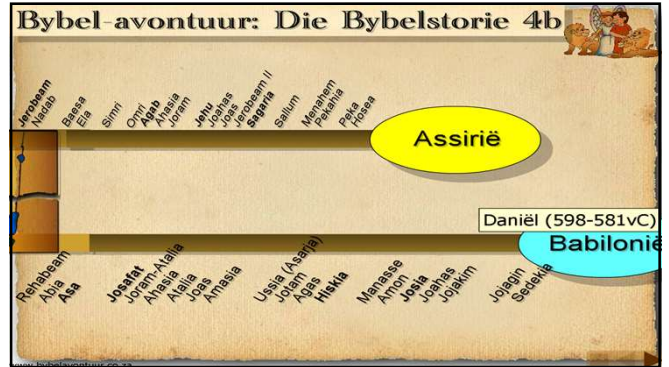 Bybel-avontuur: Die Bybelstorie 4b
Jerobeam
Nadab
Baesa
Ela
Simri
Omri
Agab
Ahasia
Joram
Jehu
Joahas
Joas
Jerobeam II
Sagaria
Sallum
Menahem
Pekahia
Peka
Hosea
Assirië
Daniël (598-581vC)
Babilonië
Rehabeam
Abia
Asa
Josafat
Joram-Atalia
Ahasia
Atalia
Joas
Amasia
Ussia (Asarja)
Jotam
Agas
Hiskia
Manasse
Amon
Josia
Joahas
Jojakim
Jojagin
Sedekia
www.bybelavontuur.co.za